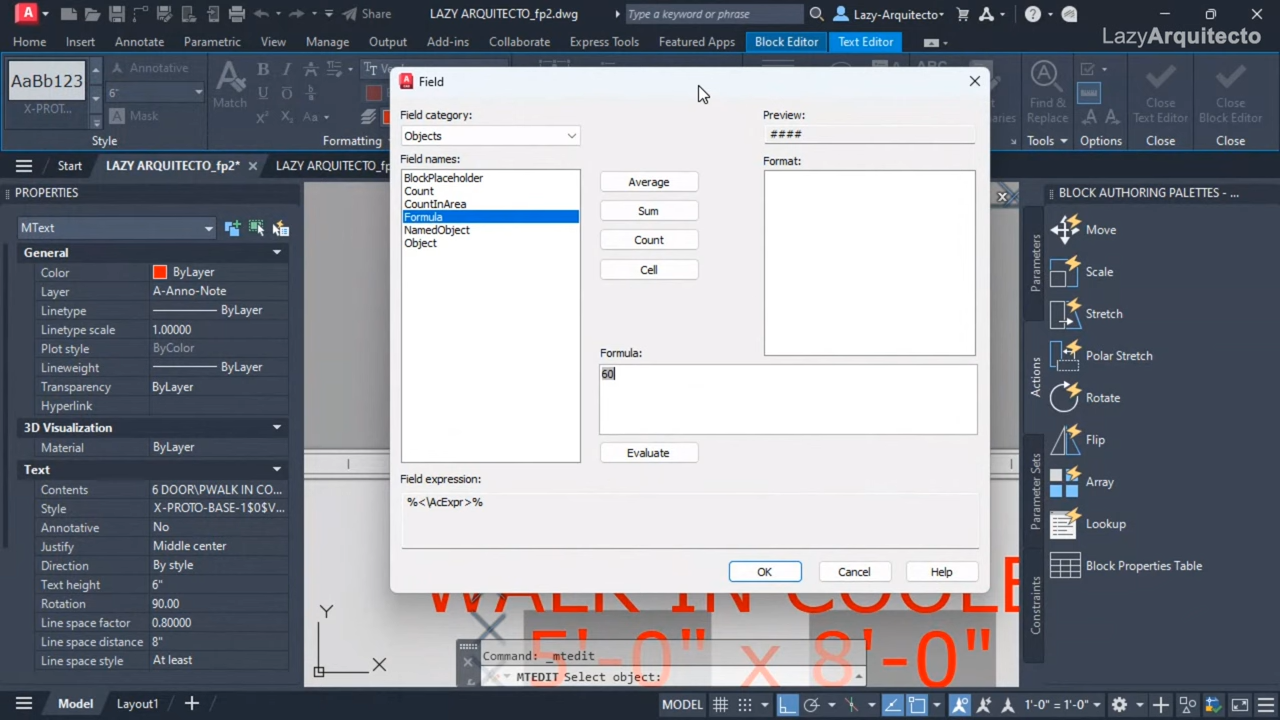 Share
LAZY ARQUITECTO_fp2.dwg
Type a keyword or phrase
Lazy-Arquitecto
LazyArquitecto
Home
Insert
Annotate
Parametric
View
Manage
Output
Add-ins
Collaborate
Express Tools
Featured Apps
Block Editor
Text Editor
AaBb123
X-PROT...
Annotative
6"
Mask
Style
Match
Formatting
Find &
Replace
Tools
Options
Close
Text Editor
Close
Close
Block Editor
Close
Start
LAZY ARQUITECTO_fp2*
LAZY ARQUITECTO_fp
PROPERTIES
MText
General
Color ByLayer
Layer A-Anno-Note
Linetype ByLayer
Linetype scale 1.00000
Plot style ByColor
Lineweight ByLayer
Transparency ByLayer
Hyperlink
3D Visualization
Material ByLayer
Text
Contents 6 DOOR\PWALK IN CO...
Style X-PROTO-BASE-1$0$V...
Annotative No
Justify Middle center
Direction By style
Text height 6"
Rotation 90.00
Line space factor 0.80000
Line space distance 8"
Line space style At least
Field
Field category:
Objects
Field names:
BlockPlaceholder
Count
CountInArea
Formula
NamedObject
Object
Average
Sum
Count
Cell
Preview:
####
Format:
Formula:
60
Evaluate
Field expression:
%<\AcExpr>%
OK
Cancel
Help
WALK IN COOLE
5'-0" x 8'-0"
Y
X
Command: _mtedit
MTEDIT Select object:
BLOCK AUTHORING PALETTES - ...
Parameters
Actions
Parameter Sets
Constraints
Move
Scale
Stretch
Polar Stretch
Rotate
Flip
Array
Lookup
Block Properties Table
Model
Layout1
MODEL
1'-0" = 1'-0"